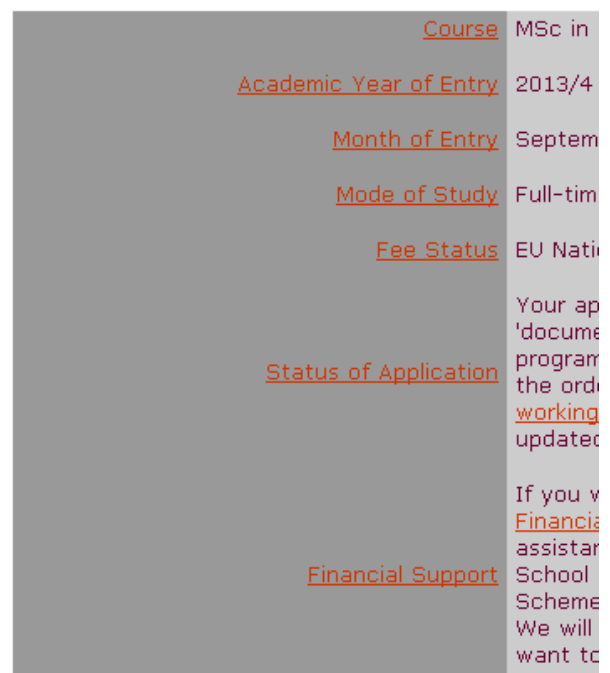 Course MSc in
Academic Year of Entry 2013/4
Month of Entry Septem
Mode of Study Full-tim
Fee Status EU Nati
Your ap
'docume
program
Status of Application the orde
working
updated
If you w
Financia
assistan
Financial Support School
Scheme
We will
want to